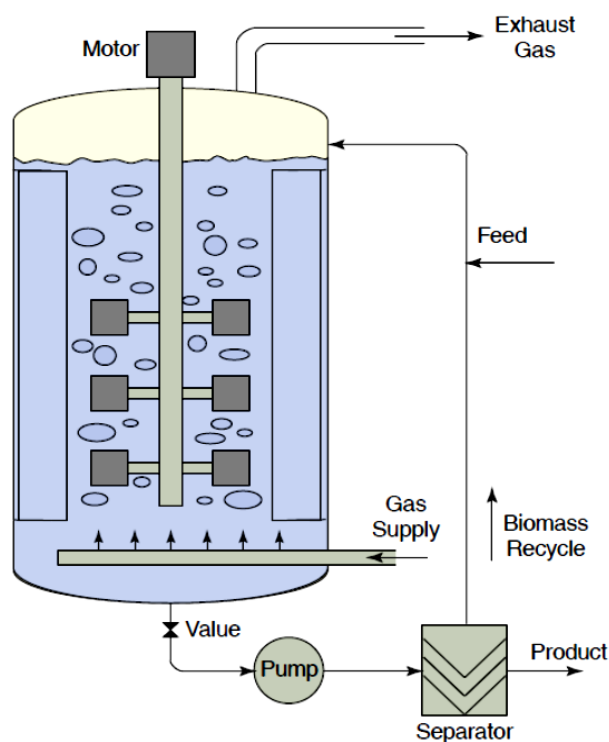 Motor
Exhaust
Gas
Feed
Gas
Supply
Biomass
Recycle
Value
Pump
Product
Separator